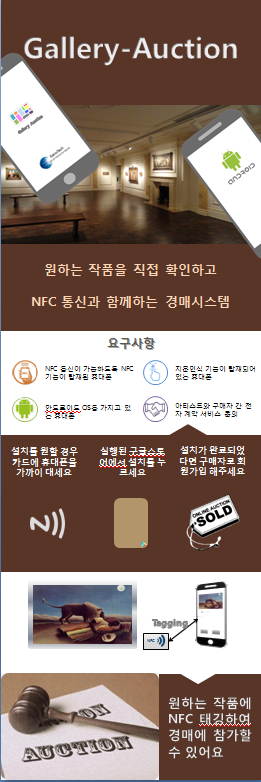 Gallery-Auction
Gallery Auction
ANDROID
원하는 작품을 직접 확인하고
NFC 통신과 함께하는 경매시스템
요구사항
NFC 통신이 가능하도록 NFC
기능이 탑재된 휴대폰
지문인식 기능이 탑재되어
있는 휴대폰
안드로이드 OS를 가지고 있
는 휴대폰
아티스트와 구매자 간 전
자 계약 서비스 동의
설치를 원할 경우
카드에 휴대폰을
가까이 대세요
실행된 구글스토
어에서 설치를 누
르세요
설치가 완료되었
다면 구매자로 회
원가입 해주세요
ONLINE AUCTION
SOLD
Tagging
NFC
원하는 작품에
NFC 태깅하여
경매에 참가할
수 있어요
AUCTION
AUCTION